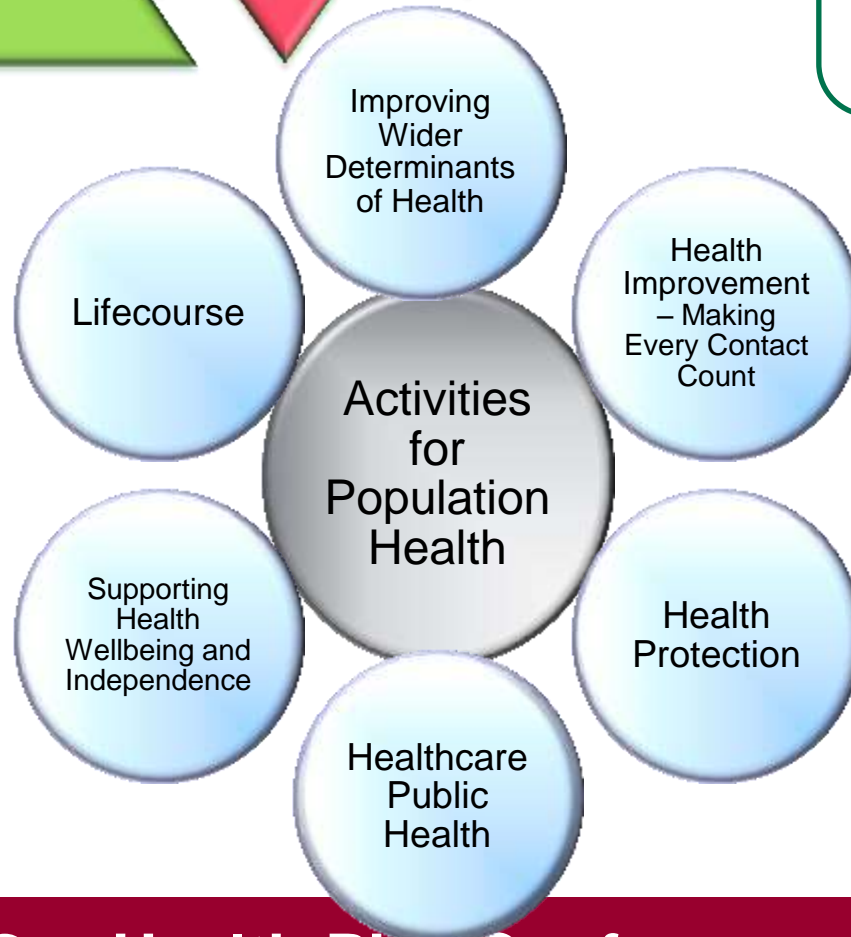 Improving
Wider
Determinants
of Health
Health
Improvement
– Making
Every Contact
Count
Health
Protection
Healthcare
Public
Health
Supporting
Health
Wellbeing and
Independence
Lifecourse
Activities
for
Population
Health